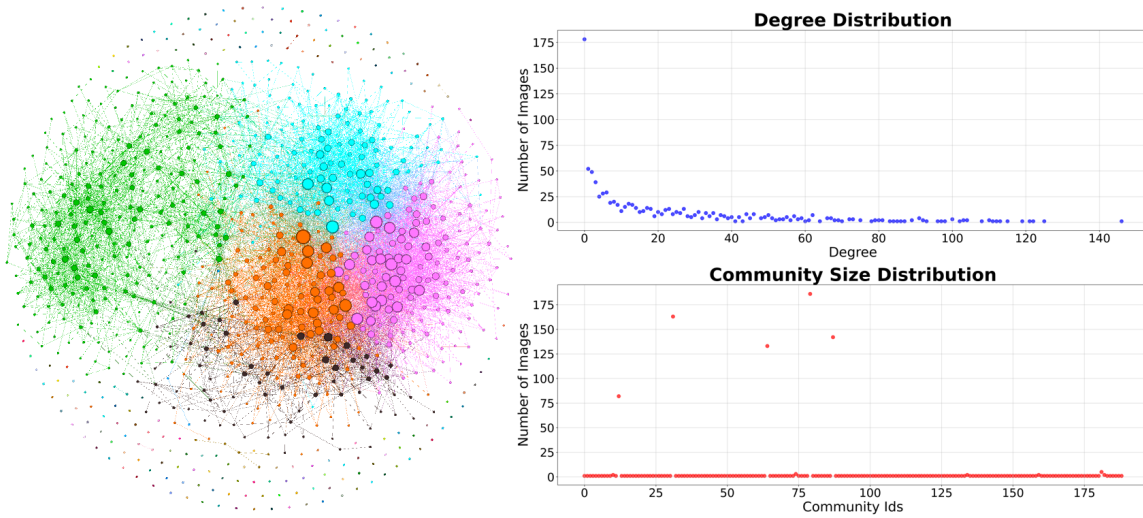 Degree Distribution
Number of Images
175
150
125
100
75
50
25
0
0 20 40 60 80 100 120 140
Degree
Community Size Distribution
Number of Images
175
150
125
100
75
50
25
0
0 25 50 75 100 125 150 175
Community Ids